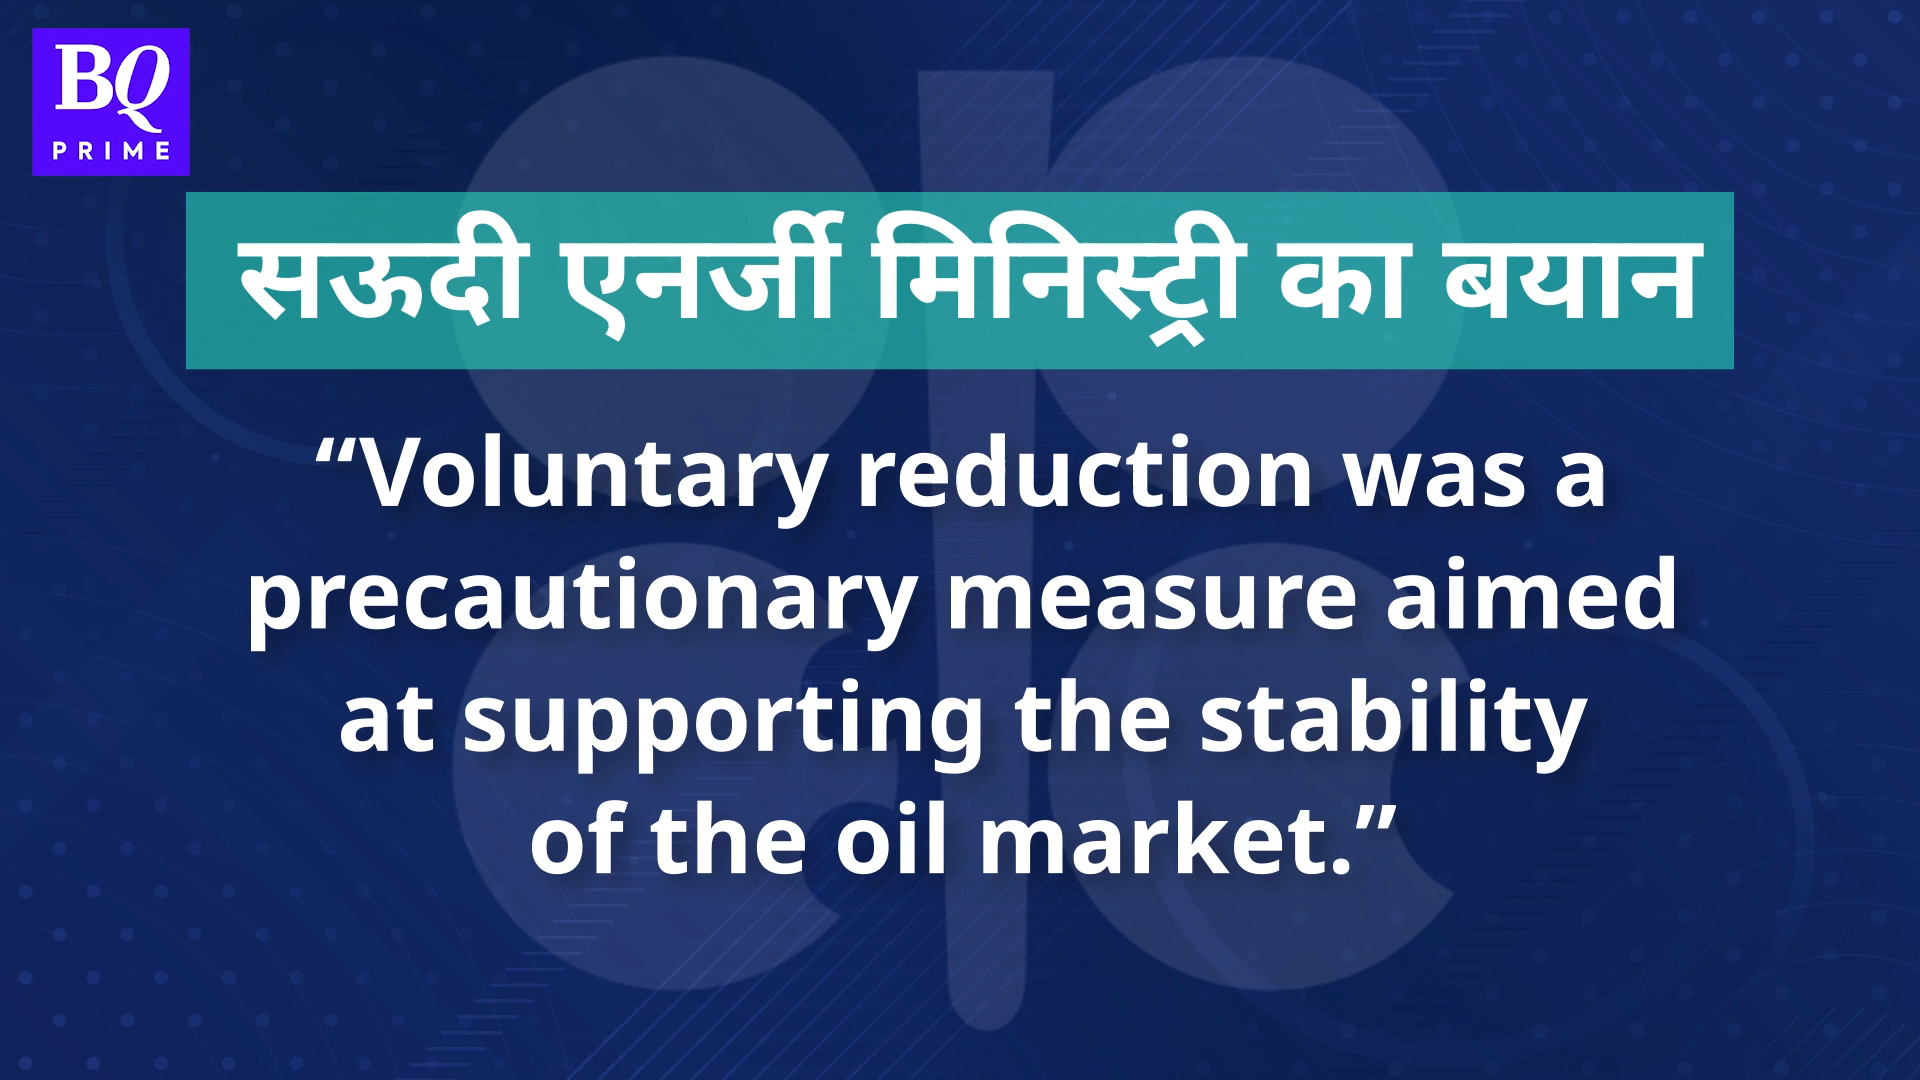 BQ
PRIME
सऊदी एनर्जी मिनिस्ट्री का बयान
“Voluntary reduction was a
precautionary measure aimed
at supporting the stability
of the oil market.”